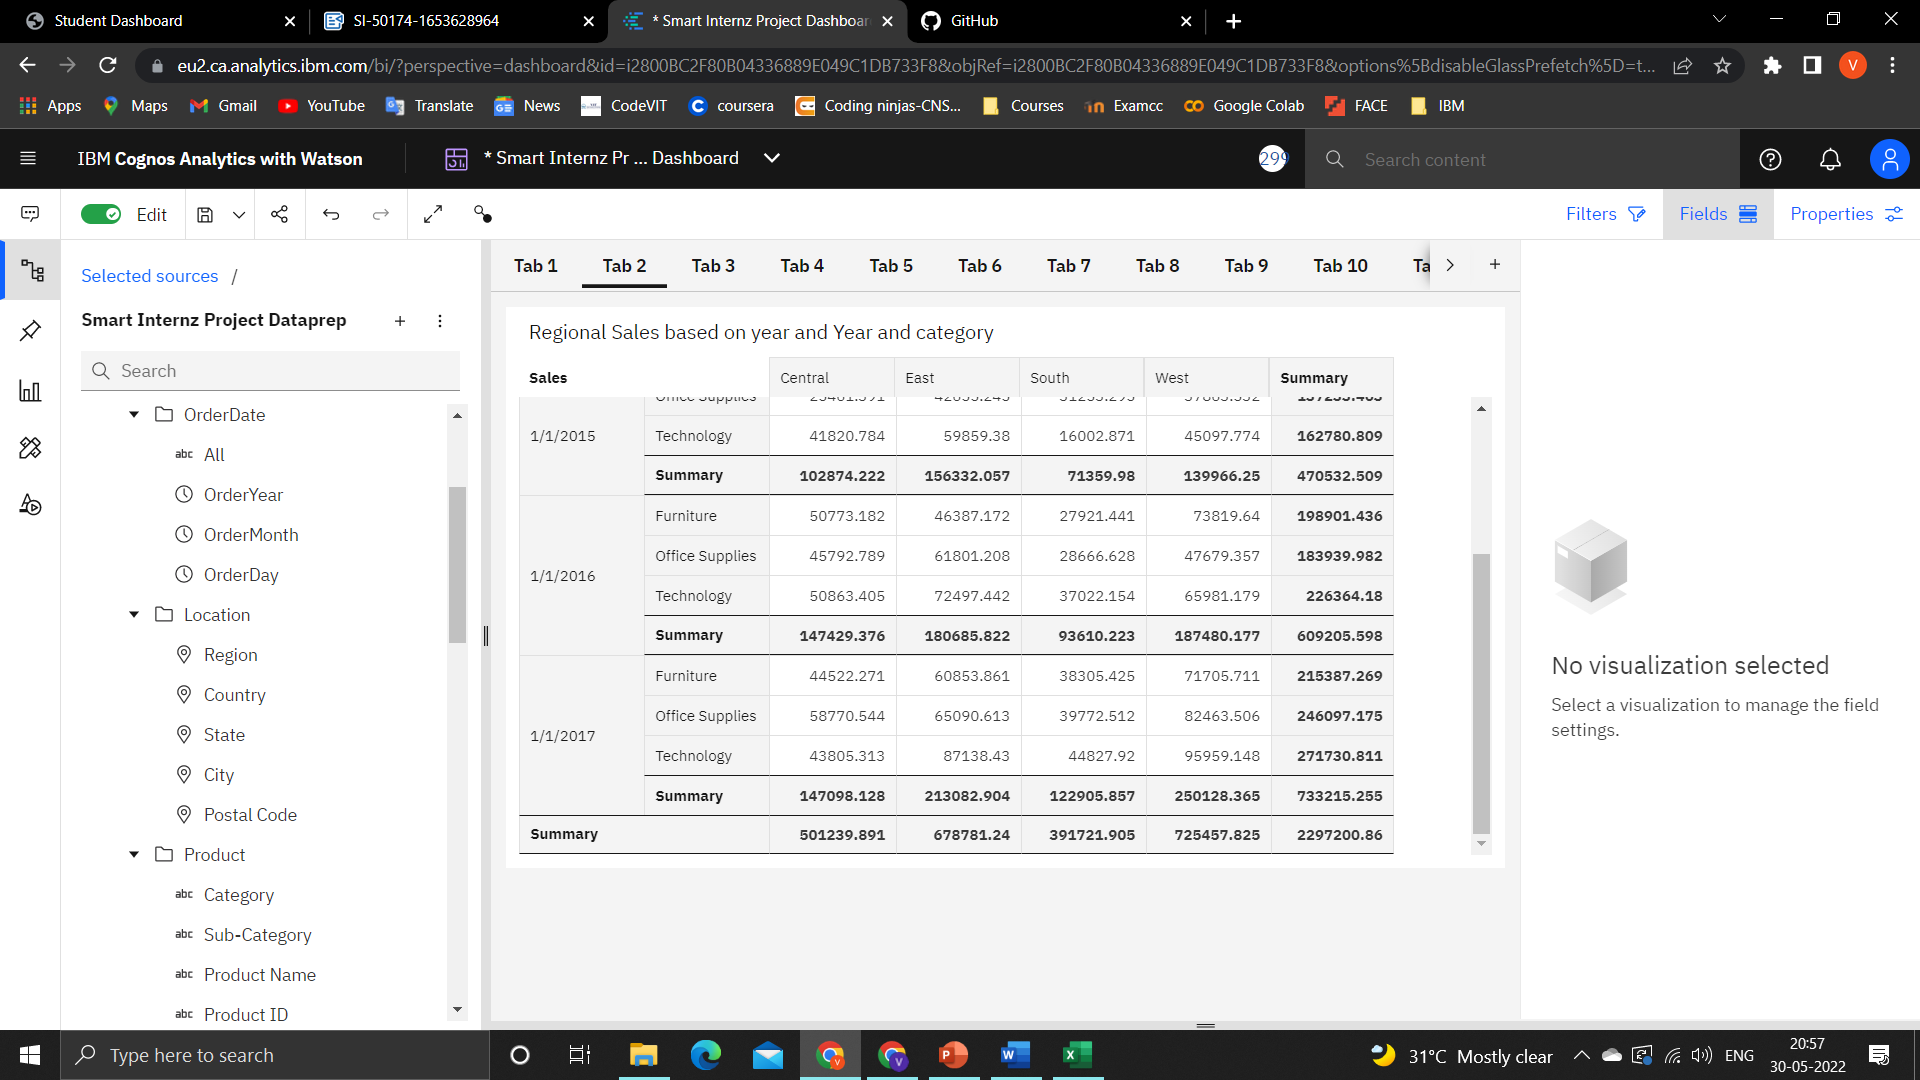 Student Dashboard
SI-50174-1653628964
* Smart Internz Project Dashboar
GitHub
eu2.ca.analytics.ibm.com/bi/?perspective=dashboard&id=i2800BC2F80B04336889E049C1DB733F8&objRef=i2800BC2F80B04336889E049C1DB733F8&options%5BdisableGlassPrefetch%5D=t...
V
Apps Maps Gmail YouTube Translate News CodeVIT coursera Coding ninjas-CNS... Courses Examcc Google Colab FACE IBM
IBM Cognos Analytics with Watson
* Smart Internz Pr ... Dashboard
299
Search content
Edit
Filters Fields Properties
Selected sources /
Smart Internz Project Dataprep
Search
OrderDate
abc All
OrderYear
OrderMonth
OrderDay
Location
Region
Country
State
City
Postal Code
Product
abc Category
abc Sub-Category
abc Product Name
abc Product ID
Tab 1 Tab 2 Tab 3 Tab 4 Tab 5 Tab 6 Tab 7 Tab 8 Tab 9 Tab 10 Ta
Regional Sales based on year and Year and category
Sales Central East South West Summary
Office Supplies
1/1/2015 Technology 41820.784 59859.38 16002.871 45097.774 162780.809
Summary 102874.222 156332.057 71359.98 139966.25 470532.509
Furniture 50773.182 46387.172 27921.441 73819.64 198901.436
Office Supplies 45792.789 61801.208 28666.628 47679.357 183939.982
1/1/2016
Technology 50863.405 72497.442 37022.154 65981.179 226364.18
Summary 147429.376 180685.822 93610.223 187480.177 609205.598
Furniture 44522.271 60853.861 38305.425 71705.711 215387.269
Office Supplies 58770.544 65090.613 39772.512 82463.506 246097.175
1/1/2017
Technology 43805.313 87138.43 44827.92 95959.148 271730.811
Summary 147098.128 213082.904 122905.857 250128.365 733215.255
Summary 501239.891 678781.24 391721.905 725457.825 2297200.86
No visualization selected
Select a visualization to manage the field
settings.
Type here to search
31°C Mostly clear
ENG
20:57
30-05-2022